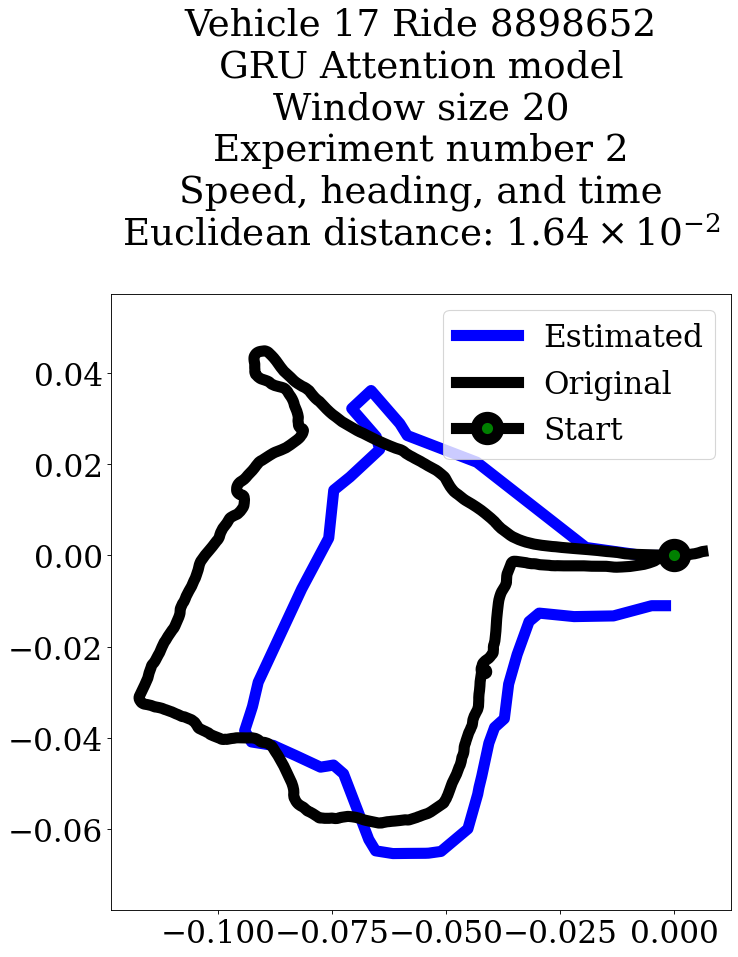 Vehicle 17 Ride 8898652
GRU Attention model
Window size 20
Experiment number 2
Speed, heading, and time
Euclidean distance: 1.64 × 10⁻²
Estimated
Original
Start
0.04
0.02
0.00
−0.02
−0.04
−0.06
−0.100 −0.075 −0.050 −0.025 0.000